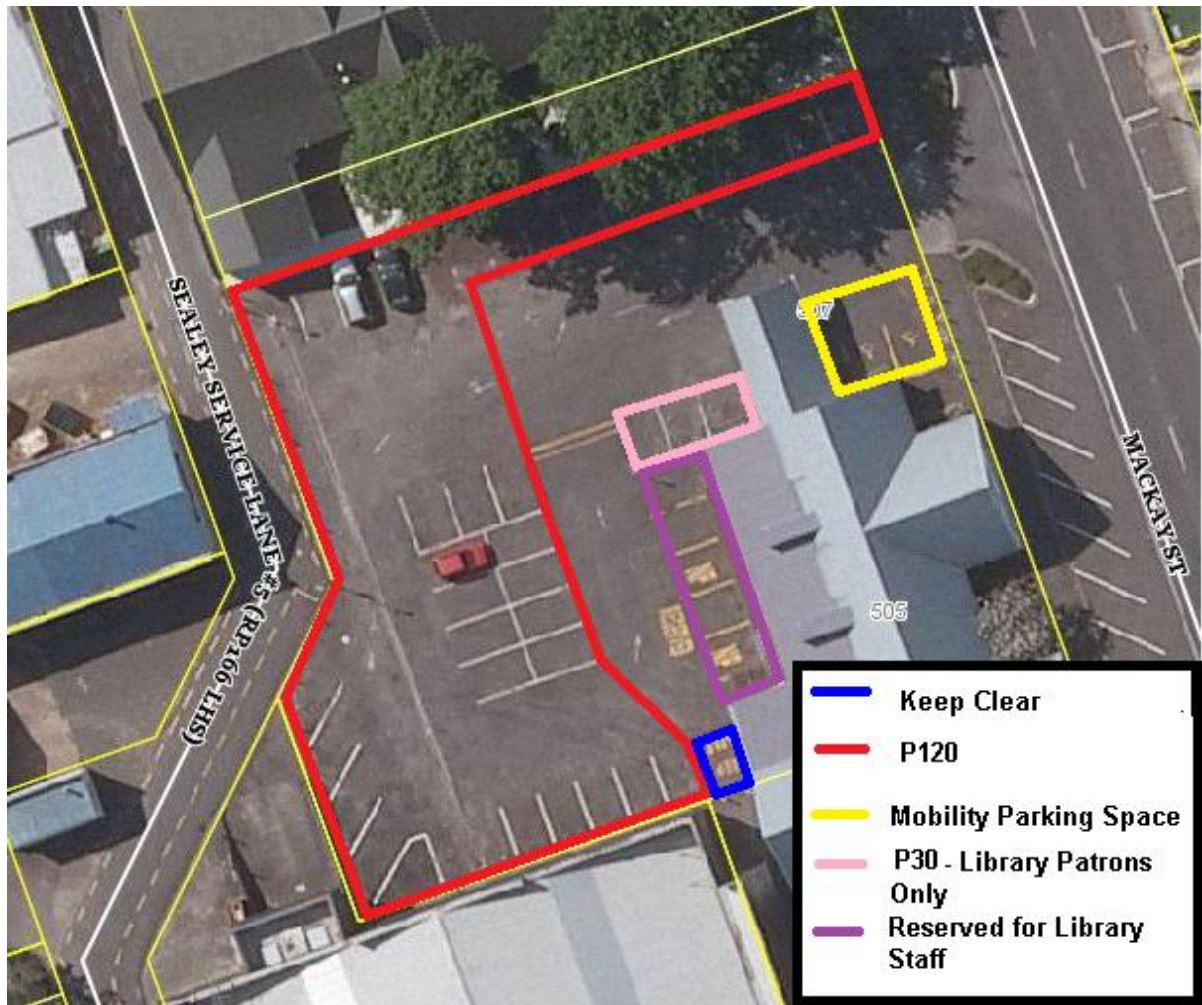 507
SEALEY SERVICE LANE #5 (RP166 LHS)
MACKAY ST
505
Keep Clear
P120
Mobility Parking Space
P30 - Library Patrons
Only
Reserved for Library
Staff